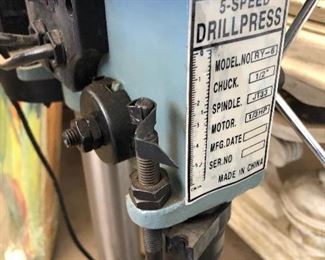 5-SPEED
DRILLPRESS
MODEL.NO RY-6
CHUCK. 1/2"
SPINDLE. JT33
MOTOR. 1/3HP
MFG.DATE
SER.NO
MADE IN CHINA